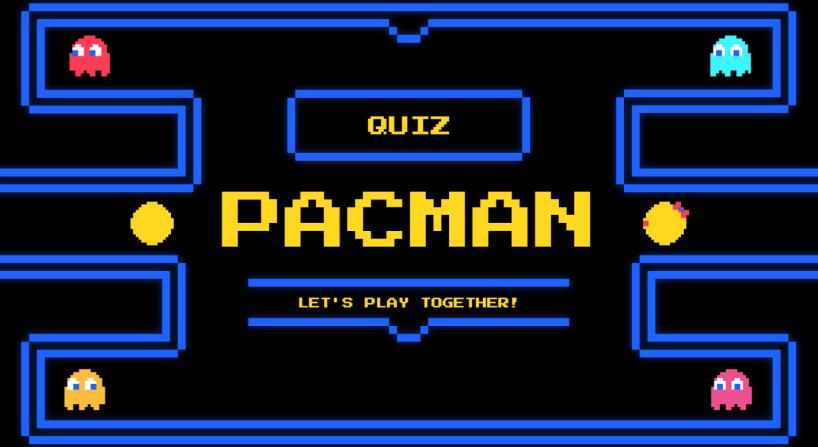 QUIZ
PACMAN
LET'S PLAY TOGETHER!